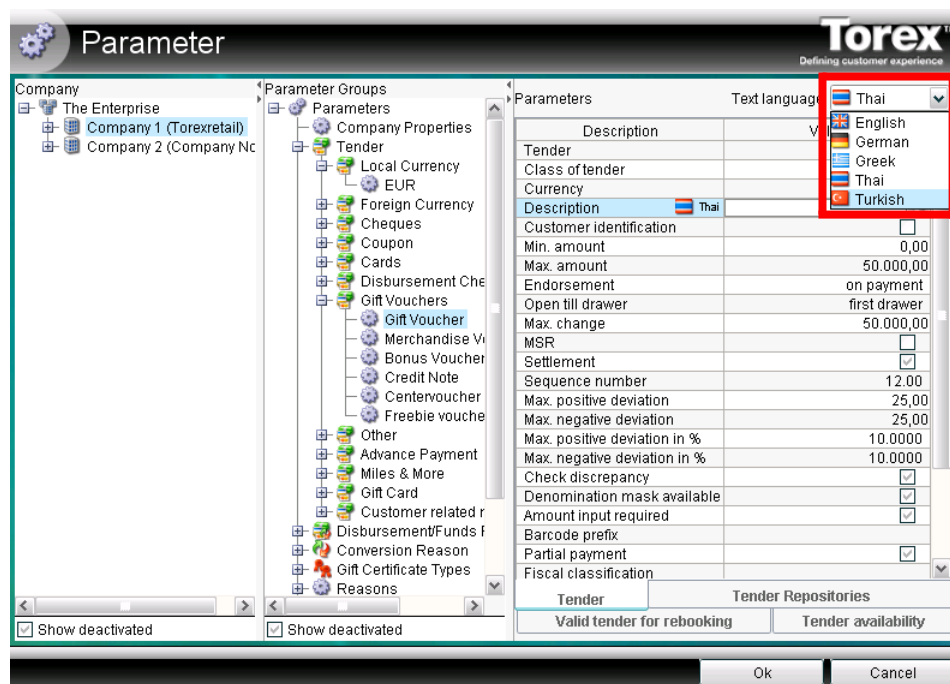 Parameter
Torex™
Defining customer experience
Company
The Enterprise
Company 1 (Torexretail)
Company 2 (Company Nc
Show deactivated
Parameter Groups
Parameters
Company Properties
Tender
Local Currency
EUR
Foreign Currency
Cheques
Coupon
Cards
Disbursement Che
Gift Vouchers
Gift Voucher
Merchandise V
Bonus Voucher
Credit Note
Centervoucher
Freebie vouche
Other
Advance Payment
Miles & More
Gift Card
Customer related r
Disbursement/Funds F
Conversion Reason
Gift Certificate Types
Reasons
Show deactivated
Parameters Text language Thai
English
German
Greek
Thai
Turkish
Description V
Tender
Class of tender
Currency
Description Thai
Customer identification
Min. amount 0,00
Max. amount 50.000,00
Endorsement on payment
Open till drawer first drawer
Max. change 50.000,00
MSR
Settlement
Sequence number 12.00
Max. positive deviation 25,00
Max. negative deviation 25,00
Max. positive deviation in % 10.0000
Max. negative deviation in % 10.0000
Check discrepancy
Denomination mask available
Amount input required
Barcode prefix
Partial payment
Fiscal classification
Tender Tender Repositories
Valid tender for rebooking Tender availability
Ok Cancel